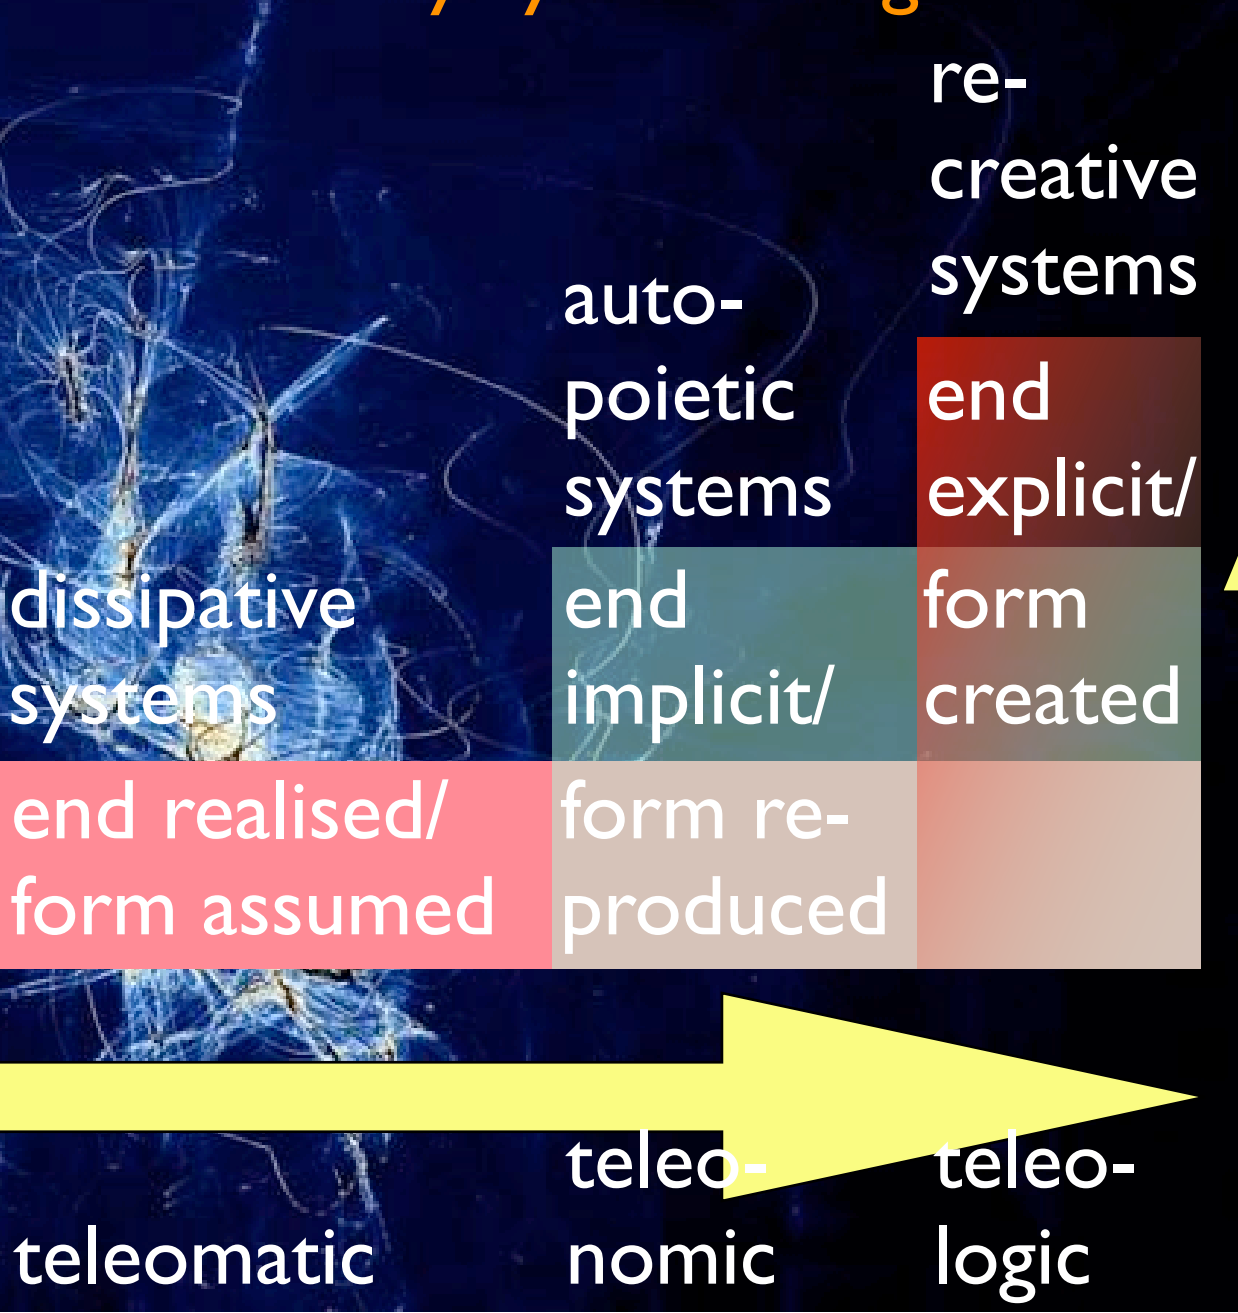 re-
creative
systems
auto-
poietic
systems
dissipative
systems
end
explicit/
form
created
end
implicit/
form re-
produced
end realised/
form assumed
teleomatic
teleo-
nomic
teleo-
logic